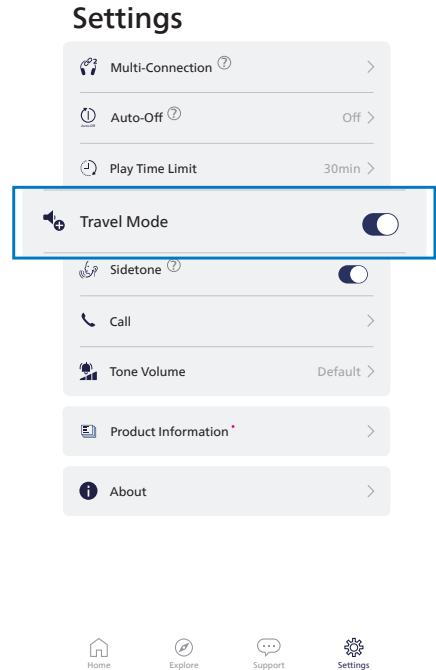 Settings
Multi-Connection ?
Auto-Off ?
Off
Play Time Limit
30min
Travel Mode
Sidetone ?
Call
Tone Volume
Default
Product Information
About
Home
Explore
Support
Settings